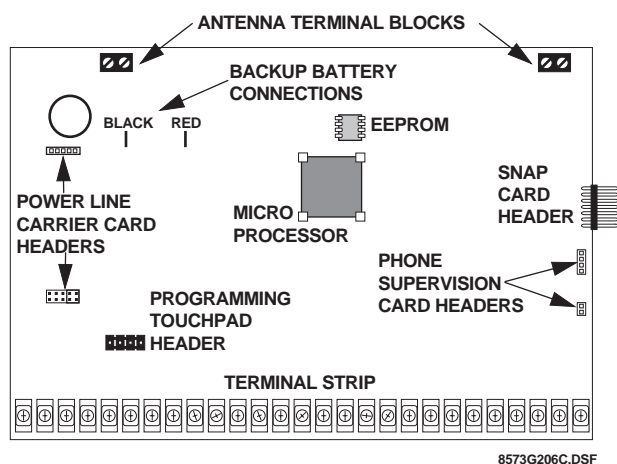 ANTENNA TERMINAL BLOCKS
BACKUP BATTERY
CONNECTIONS
BLACK
RED
EEPROM
POWER LINE
CARRIER CARD
HEADERS
MICRO
PROCESSOR
SNAP
CARD
HEADER
PHONE
SUPERVISION
CARD HEADERS
PROGRAMMING
TOUCHPAD
HEADER
TERMINAL STRIP
8573G206C.DSF